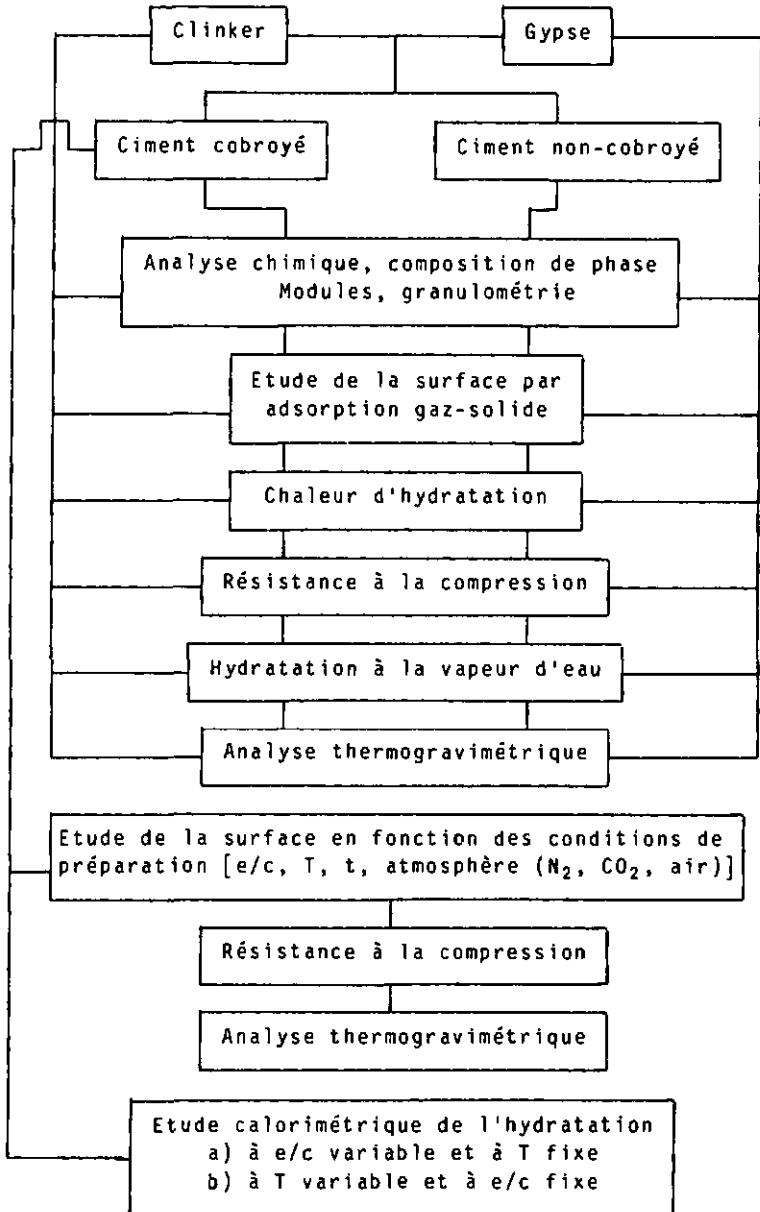 Clinker
Gypse
Ciment cobroyé
Ciment non-cobroyé
Analyse chimique, composition de phase
Modules, granulométrie
Etude de la surface par
adsorption gaz-solide
Chaleur d'hydratation
Résistance à la compression
Hydratation à la vapeur d'eau
Analyse thermogravimétrique
Etude de la surface en fonction des conditions de
préparation [e/c, T, t, atmosphère (N₂, CO₂, air)]
Résistance à la compression
Analyse thermogravimétrique
Etude calorimétrique de l'hydratation
a) à e/c variable et à T fixe
b) à T variable et à e/c fixe